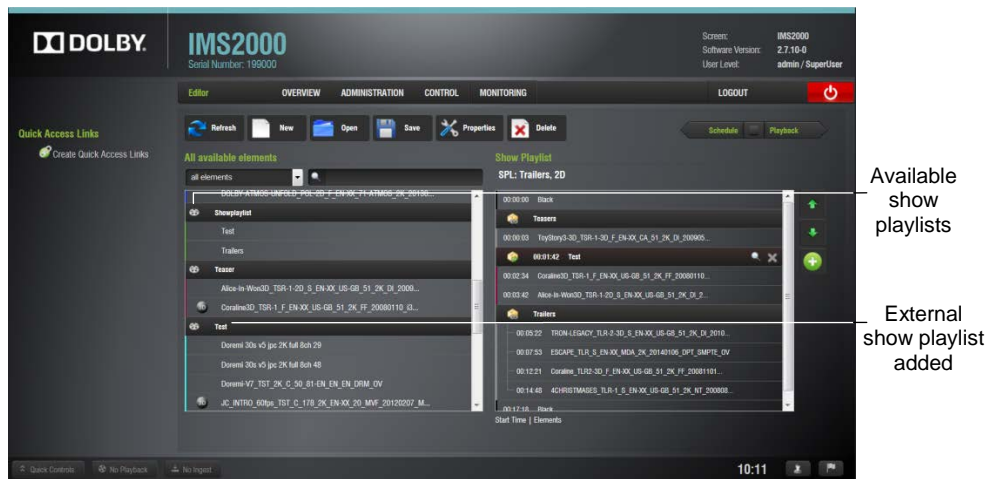 DOLBY.
IMS2000
Serial Number: 199000
Screen: IMS2000
Software Version: 2.7.10-0
User Level: admin / SuperUser
Editor OVERVIEW ADMINISTRATION CONTROL MONITORING LOGOUT
Quick Access Links
Create Quick Access Links
Refresh New Open Save Properties Delete
Schedule Playback
All available elements
all elements
DOLBY-ATMOS-UNFOLD_POL-2D_F_EN-XX_71-ATMOS_2K_20130...
Showplaylist
Test
Trailers
Teaser
Alice-In-Won3D_TSR-1-2D_S_EN-XX_US-GB_51_2K_DI_2009...
Coraline3D_TSR-1_F_EN-XX_US-GB_51_2K_FF_20080110_i3...
Test
Doremi 30s v5 jpc 2K full 8ch 29
Doremi 30s v5 jpc 2K full 8ch 48
Doremi-V7_TST_2K_C_50_81-EN_EN_EN_DRM_OV
JC_INTRO_60fps_TST_C_178_2K_EN-XX_20_MVF_20120207_M...
Show Playlist
SPL: Trailers, 2D
00:00:00 Black
Teasers
00:00:03 ToyStory3-3D_TSR-1-3D_F_EN-XX_CA_51_2K_DI_200905...
00:01:42 Test
00:02:34 Coraline3D_TSR-1_F_EN-XX_US-GB_51_2K_FF_20080110...
00:03:42 Alice-In-Won3D_TSR-1-2D_S_EN-XX_US-GB_51_2K_DI_2...
Trailers
00:05:22 TRON-LEGACY_TLR-2-3D_S_EN-XX_US-GB_51_2K_DI_2010...
00:07:53 ESCAPE_TLR_S_EN-XX_MDA_2K_20140106_DPT_SMPTE_OV
00:12:21 Coraline_TLR2-3D_F_EN-XX_US-GB_51_2K_FF_20081101...
00:14:48 4CHRISTMASES_TLR-1_S_EN-XX_US-GB_51_2K_NT_200808...
00:17:18 Black
Start Time | Elements
Available
show
playlists
External
show playlist
added
Quick Controls No Playback No Ingest
10:11